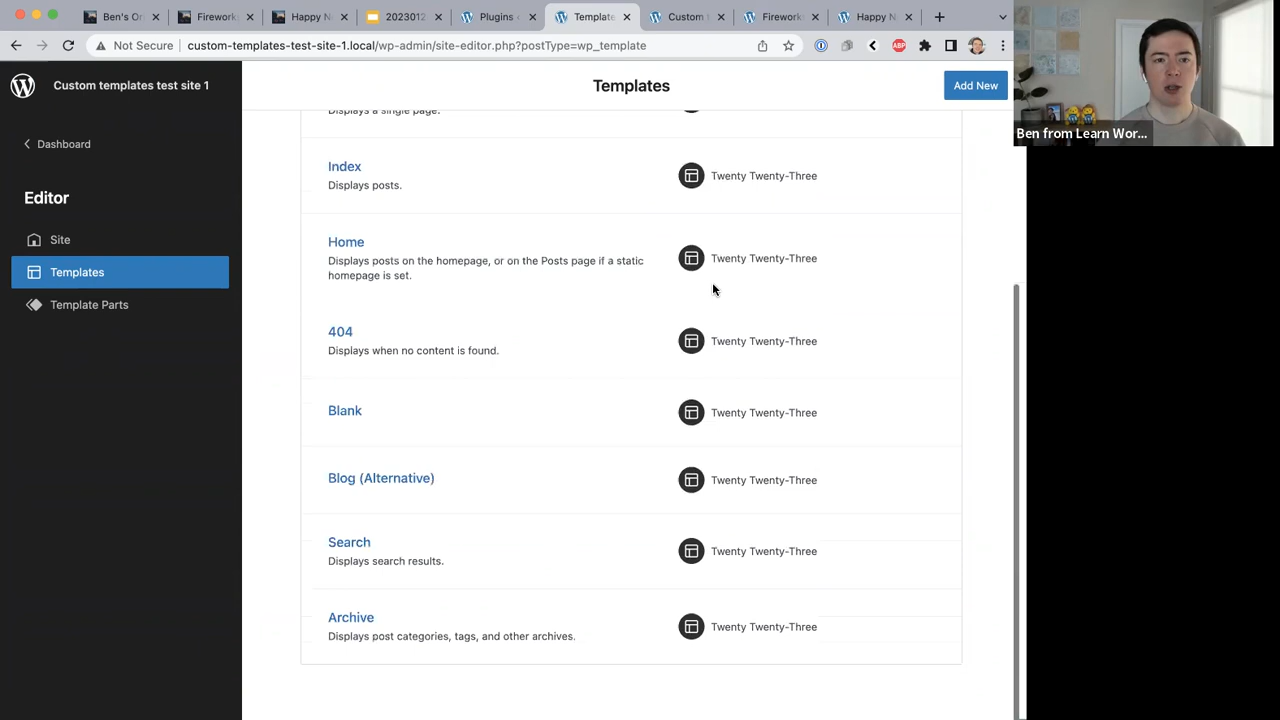 Ben's Or
Firework
Happy N
2023012
Plugins
Templat
Custom t
Firework
Happy N
Not Secure
custom-templates-test-site-1.local/wp-admin/site-editor.php?postType=wp_template
ABP
Custom templates test site 1
Templates
Add New
Displays a single page.
Dashboard
Editor
Site
Templates
Template Parts
Index
Displays posts.
Twenty Twenty-Three
Home
Displays posts on the homepage, or on the Posts page if a static
homepage is set.
Twenty Twenty-Three
404
Displays when no content is found.
Twenty Twenty-Three
Blank
Twenty Twenty-Three
Blog (Alternative)
Twenty Twenty-Three
Search
Displays search results.
Twenty Twenty-Three
Archive
Displays post categories, tags, and other archives.
Twenty Twenty-Three
Ben from Learn Wor...